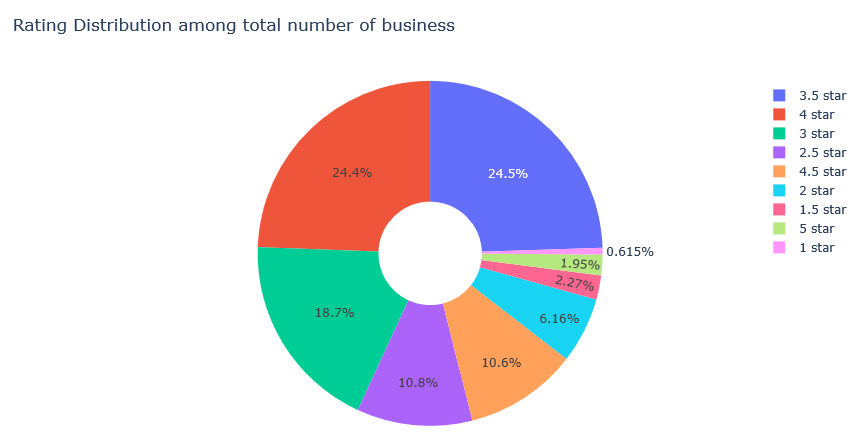 Rating Distribution among total number of business
3.5 star
4 star
3 star
2.5 star
4.5 star
2 star
1.5 star
5 star
1 star
24.4%
24.5%
0.615%
1.95%
2.27%
18.7%
6.16%
10.6%
10.8%